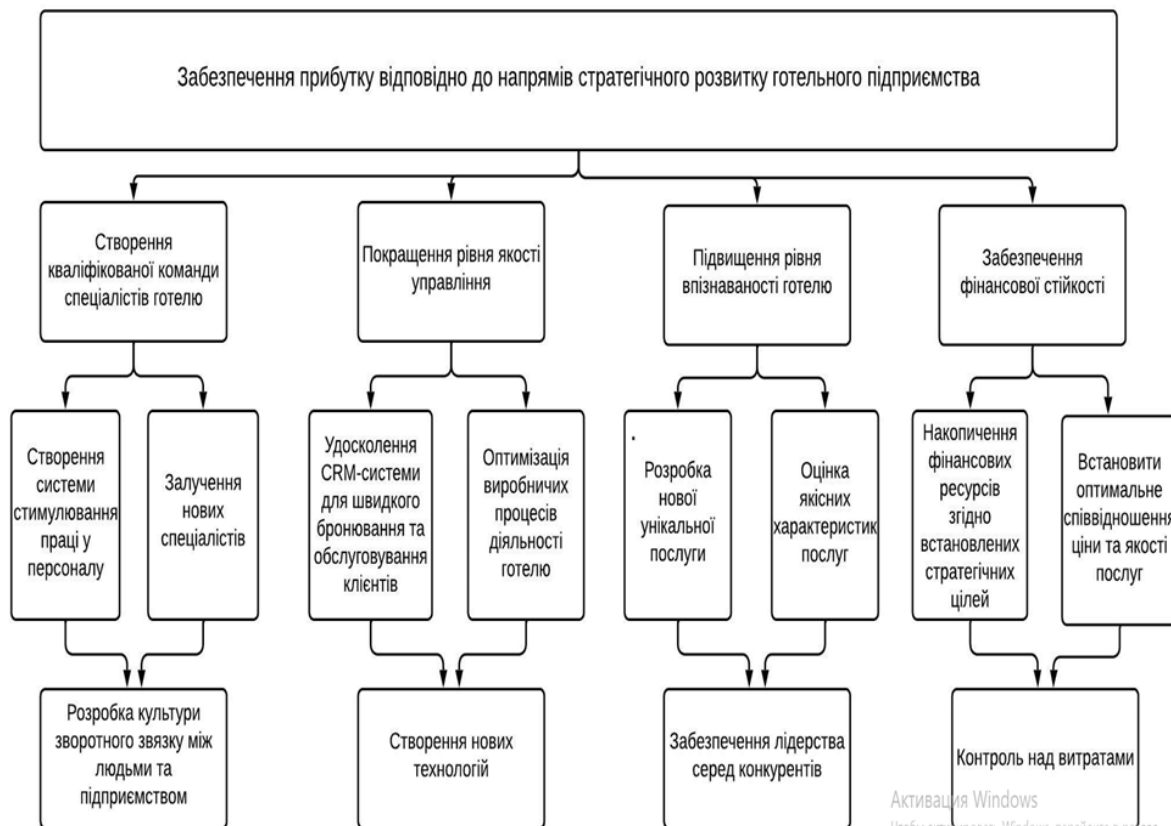 Забезпечення прибутку відповідно до напрямів стратегічного розвитку готельного підприємства
Створення
кваліфікованої команди
спеціалістів готелю
Покращення рівня якості
управління
Підвищення рівня
впізнаваності готелю
Забезпечення
фінансової стійкості
Створення
системи
стимулювання
праці у
персоналу
Залучення
нових
спеціалістів
Удосколення
CRM-системи
для швидкого
бронювання та
обслуговування
клієнтів
Оптимізація
виробничих
процесів
діяльності
готелю
Розробка
нової
унікальної
послуги
Оцінка
якісних
характеристик
послуг
Накопичення
фінансових
ресурсів
згідно
встановлених
стратегічних
цілей
Встановити
оптимальне
співвідношення
ціни та якості
послуг
Розробка культури
зворотного звязку між
людьми та
підприємством
Створення нових
технологій
Забезпечення лідерства
серед конкурентів
Контроль над витратами
Активация Windows